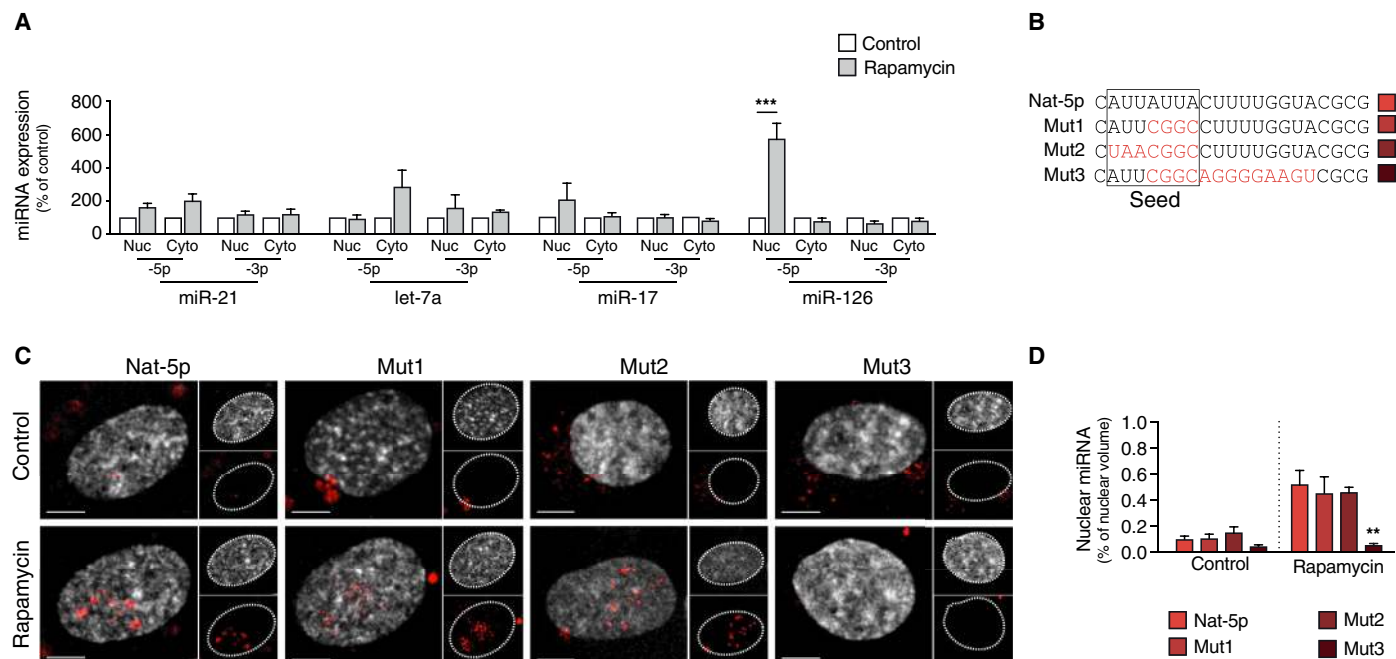 A
Control
Rapamycin
miRNA expression
(% of control)
800
600
400
200
0
***
Nuc Cyto Nuc Cyto Nuc Cyto Nuc Cyto Nuc Cyto Nuc Cyto Nuc Cyto Nuc Cyto
-5p -3p -5p -3p -5p -3p -5p -3p
miR-21 let-7a miR-17 miR-126
B
Nat-5p CAUUAUUACUUUUGGUACGCG
Mut1 CAUUCGGCCUUUUGGUACGCG
Mut2 CUAACGGCCUUUUGGUACGCG
Mut3 CAUUCGGCAGGGGAAGUCGCG
Seed
C
Nat-5p Mut1 Mut2 Mut3
Control
Rapamycin
D
Nuclear miRNA
(% of nuclear volume)
1.0
0.8
0.6
0.4
0.2
0.0
**
Control Rapamycin
Nat-5p Mut2
Mut1 Mut3